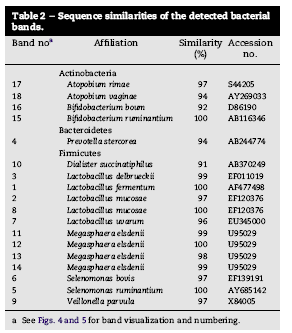 Table 2 – Sequence similarities of the detected bacterial
bands.
Band noᵃ Affiliation Similarity (%) Accession no.
Actinobacteria
17 Atopobium rimae 97 S44205
18 Atopobium vaginae 94 AY269033
16 Bifidobacterium boum 92 D86190
15 Bifidobacterium ruminantium 100 AB116346
Bacteroidetes
4 Prevotella stercorea 94 AB244774
Firmicutes
10 Dialister succinatiphilus 91 AB370249
3 Lactobacillus delbrueckii 99 EF011019
1 Lactobacillus fermentum 100 AF477498
2 Lactobacillus mucosae 97 EF120376
8 Lactobacillus mucosae 100 EF120376
7 Lactobacillus uvarum 96 EU345000
11 Megasphaera elsdenii 99 U95029
12 Megasphaera elsdenii 100 U95029
13 Megasphaera elsdenii 98 U95029
14 Megasphaera elsdenii 99 U95029
6 Selenomonas bovis 97 EF139191
5 Selenomonas ruminantium 100 AY685142
9 Veillonella parvula 97 X84005
a See Figs. 4 and 5 for band visualization and numbering.